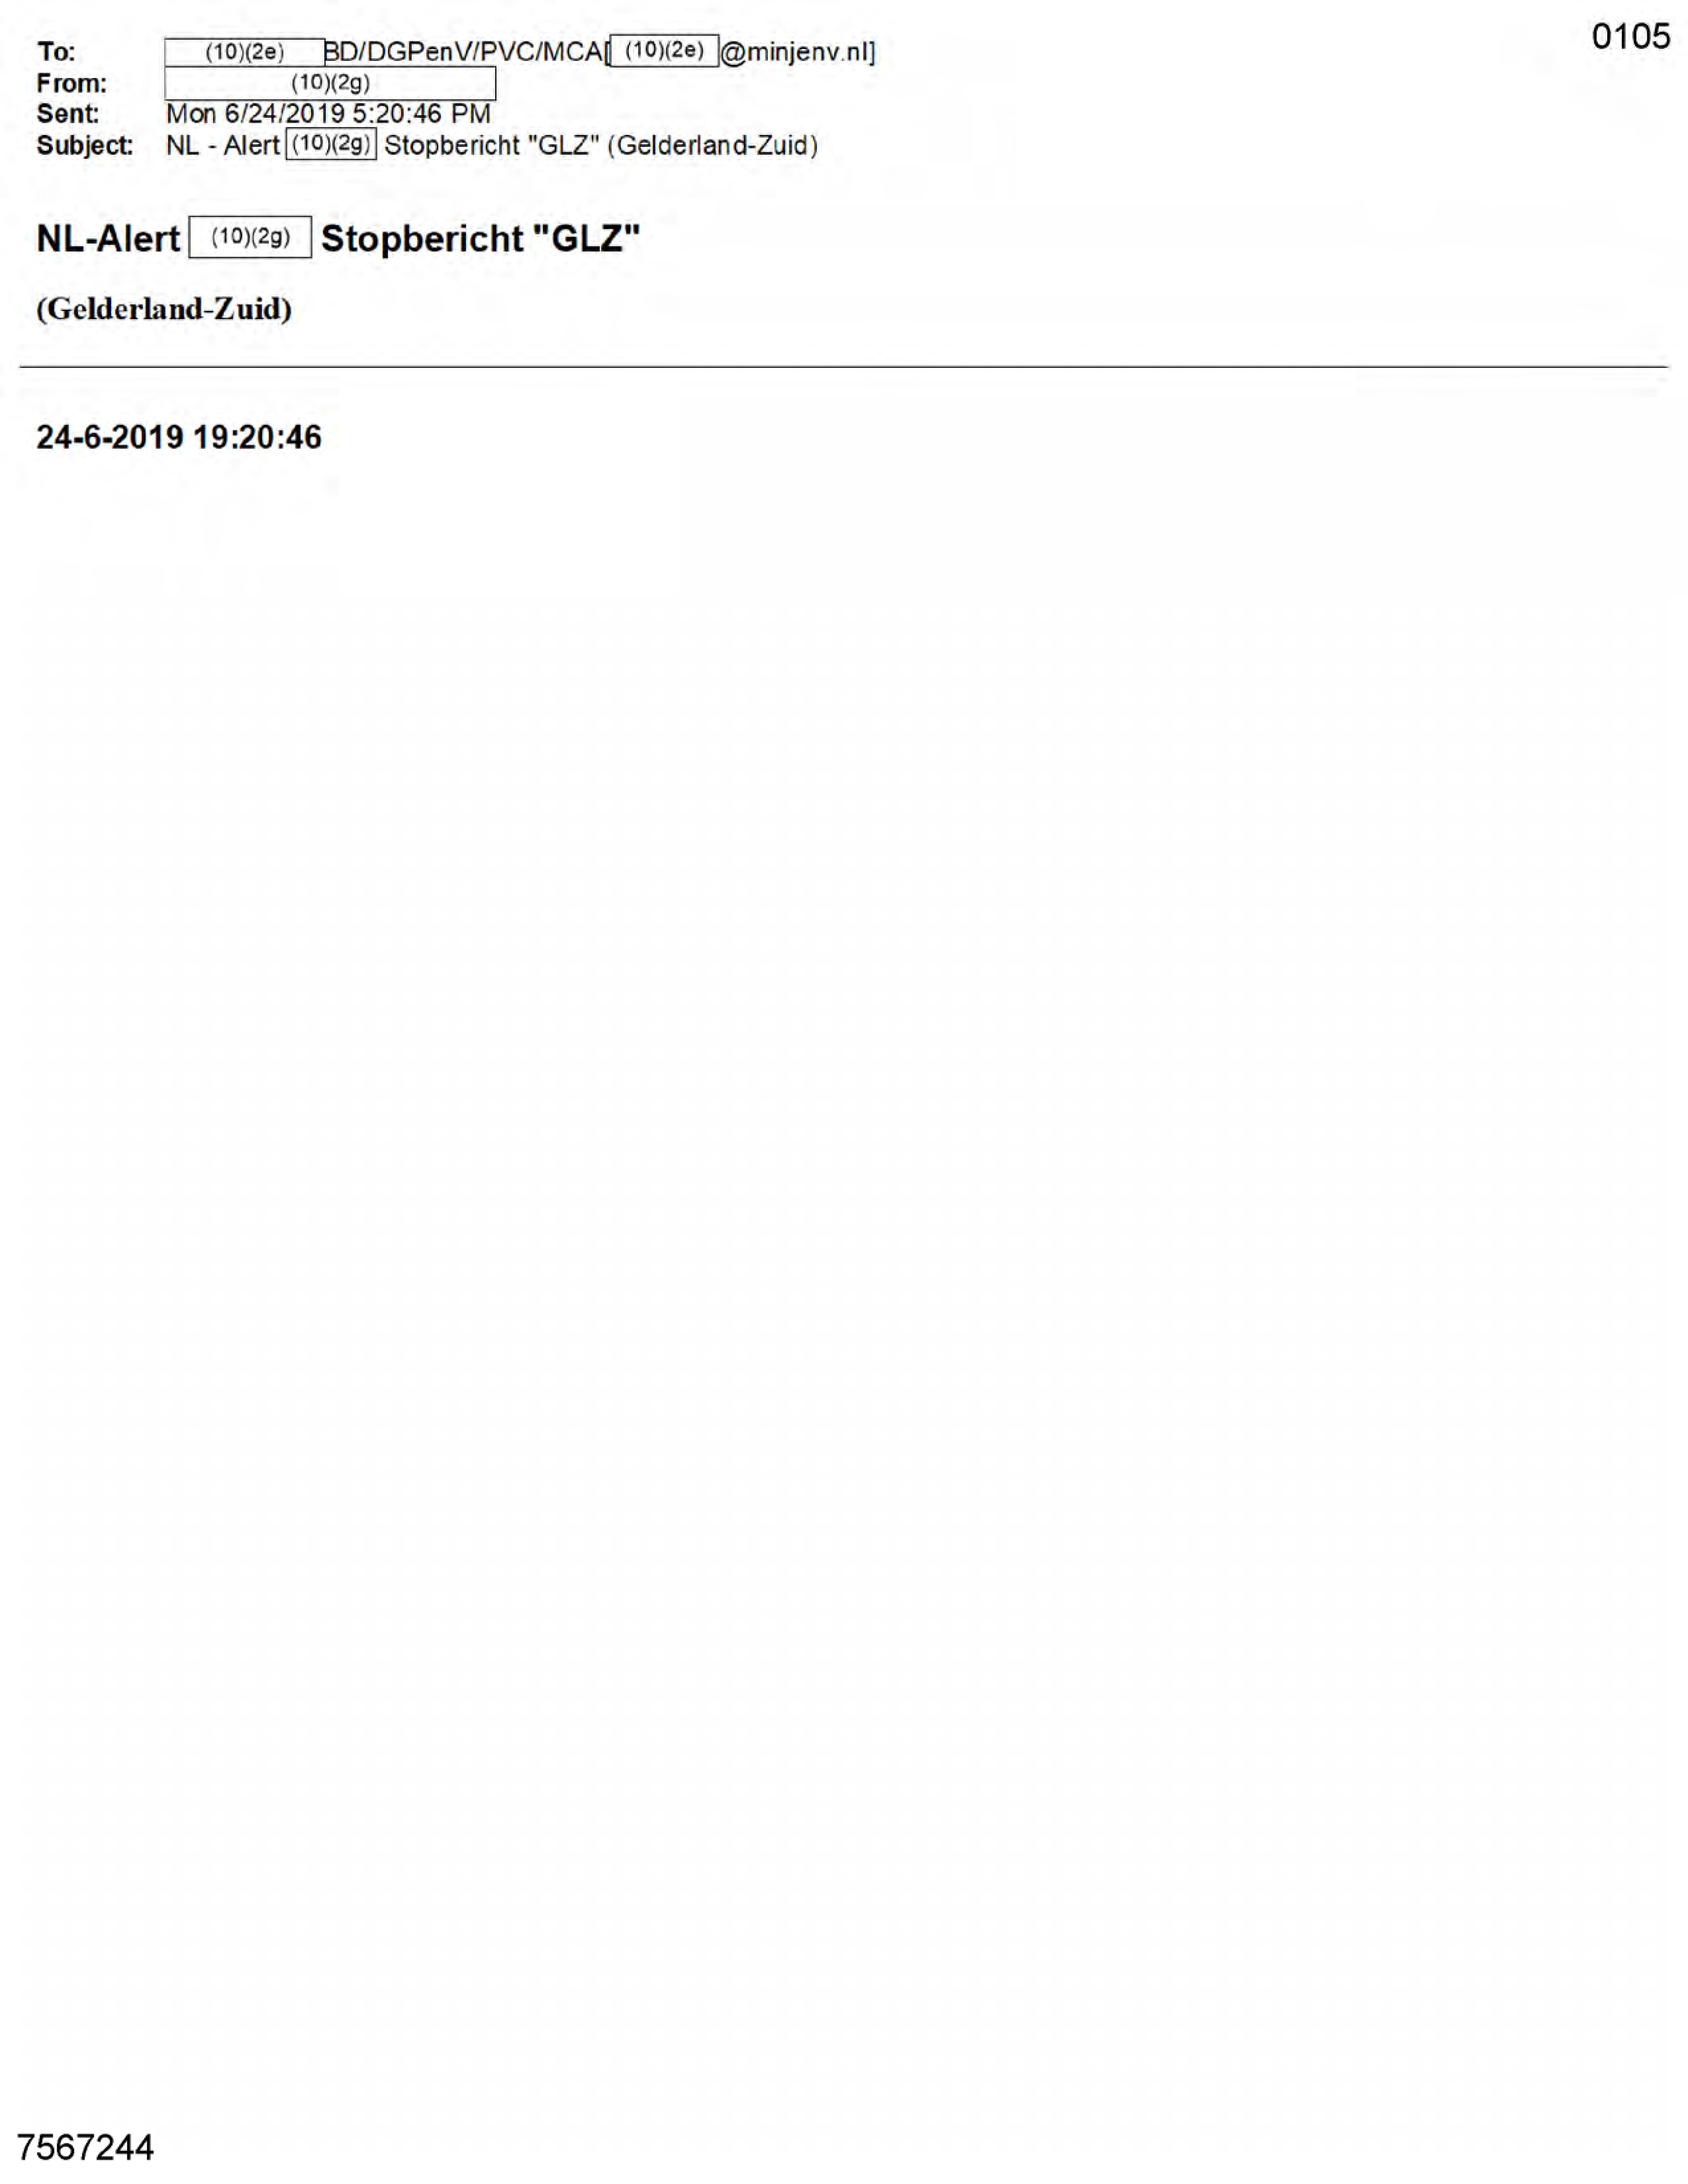 0105
To: (10)(2e) BD/DGPenV/PVC/MCA[ (10)(2e) @minjenv.nl]
From: (10)(2g)
Sent: Mon 6/24/2019 5:20:46 PM
Subject: NL - Alert (10)(2g) Stopbericht "GLZ" (Gelderland-Zuid)
NL-Alert (10)(2g) Stopbericht "GLZ"
(Gelderland-Zuid)
24-6-2019 19:20:46
7567244